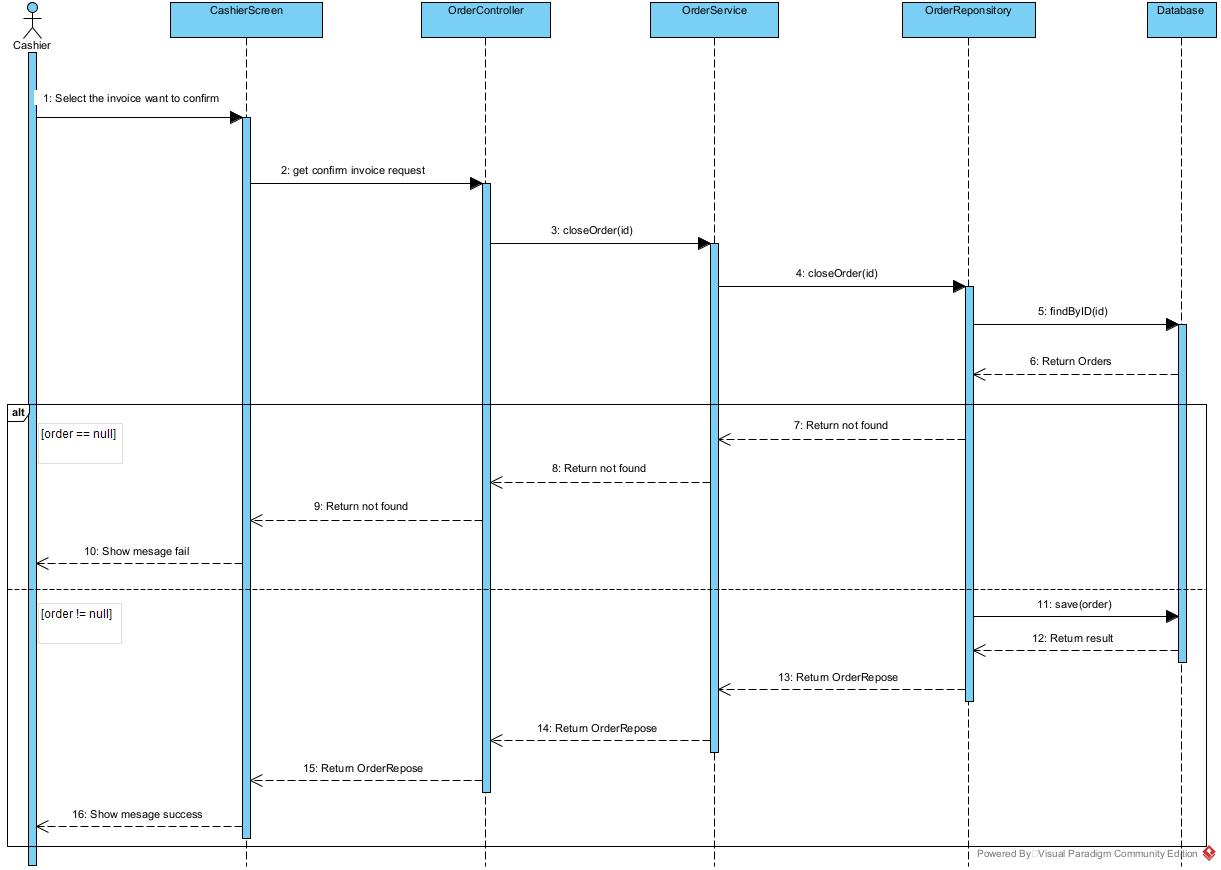 CashierScreen
OrderController
OrderService
OrderReponsitory
Database
Cashier
1: Select the invoice want to confirm
2: get confirm invoice request
3: closeOrder(id)
4: closeOrder(id)
5: findByID(id)
6: Return Orders
alt
[order == null]
7: Return not found
8: Return not found
9: Return not found
10: Show mesage fail
[order != null]
11: save(order)
12: Return result
13: Return OrderRepose
14: Return OrderRepose
15: Return OrderRepose
16: Show mesage success
Powered By Visual Paradigm Community Edition